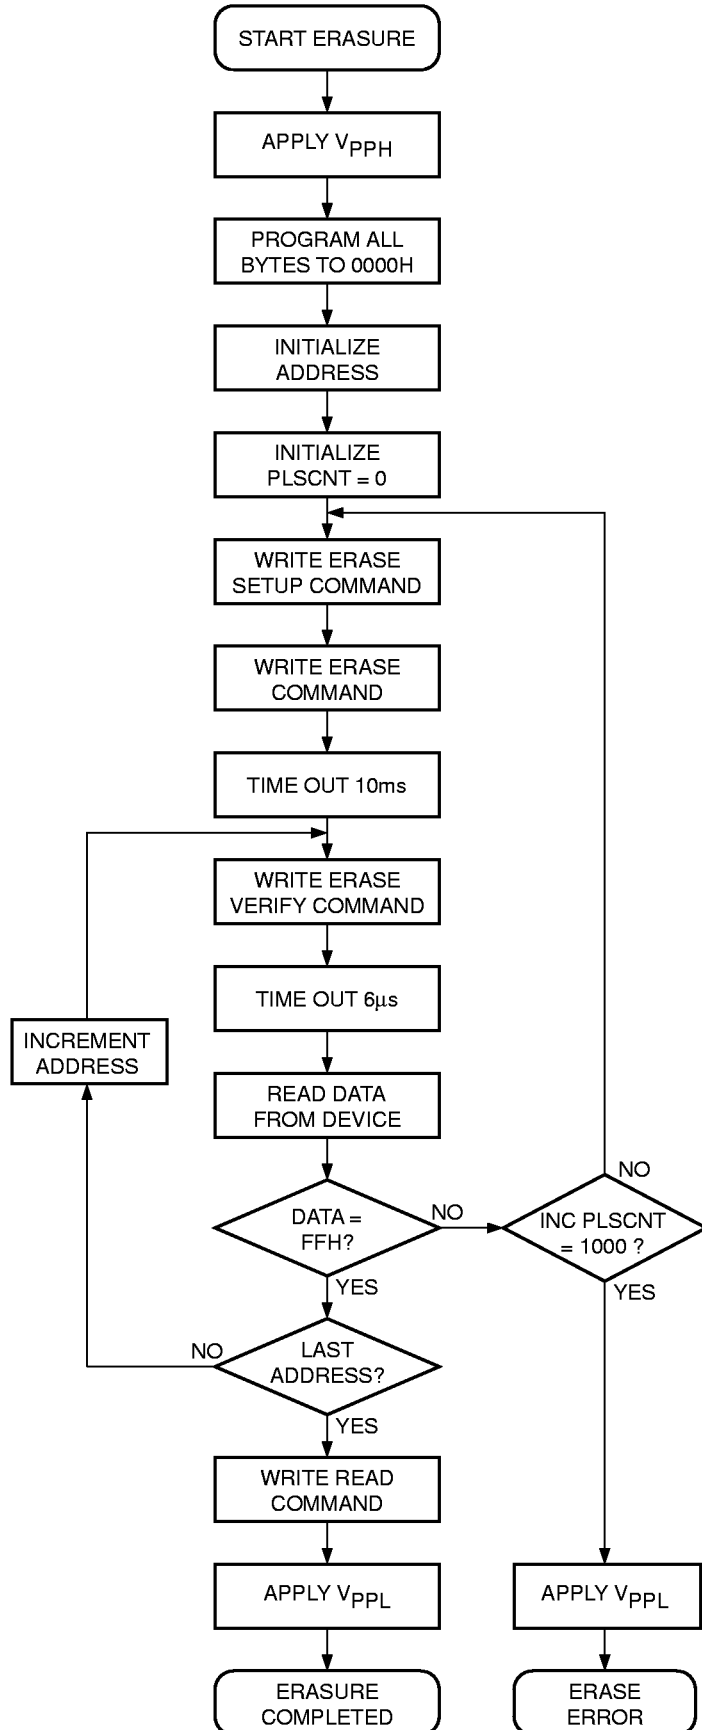 START ERASURE
APPLY VPPH
PROGRAM ALL
BYTES TO 0000H
INITIALIZE
ADDRESS
INITIALIZE
PLSCNT = 0
WRITE ERASE
SETUP COMMAND
WRITE ERASE
COMMAND
TIME OUT 10ms
WRITE ERASE
VERIFY COMMAND
TIME OUT 6μs
INCREMENT
ADDRESS
READ DATA
FROM DEVICE
DATA =
FFH?
NO
INC PLSCNT
= 1000 ?
NO
YES
YES
LAST
ADDRESS?
NO
YES
WRITE READ
COMMAND
APPLY VPPL
APPLY VPPL
ERASURE
COMPLETED
ERASE
ERROR